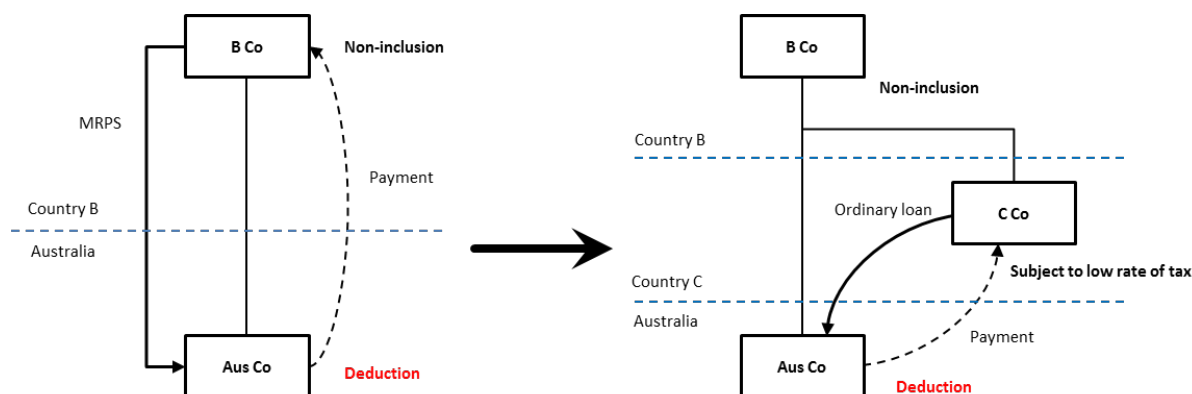 B Co
Non-inclusion
MRPS
Payment
Country B
Australia
Aus Co
Deduction
B Co
Non-inclusion
Country B
Ordinary loan
C Co
Subject to low rate of tax
Country C
Australia
Payment
Aus Co
Deduction